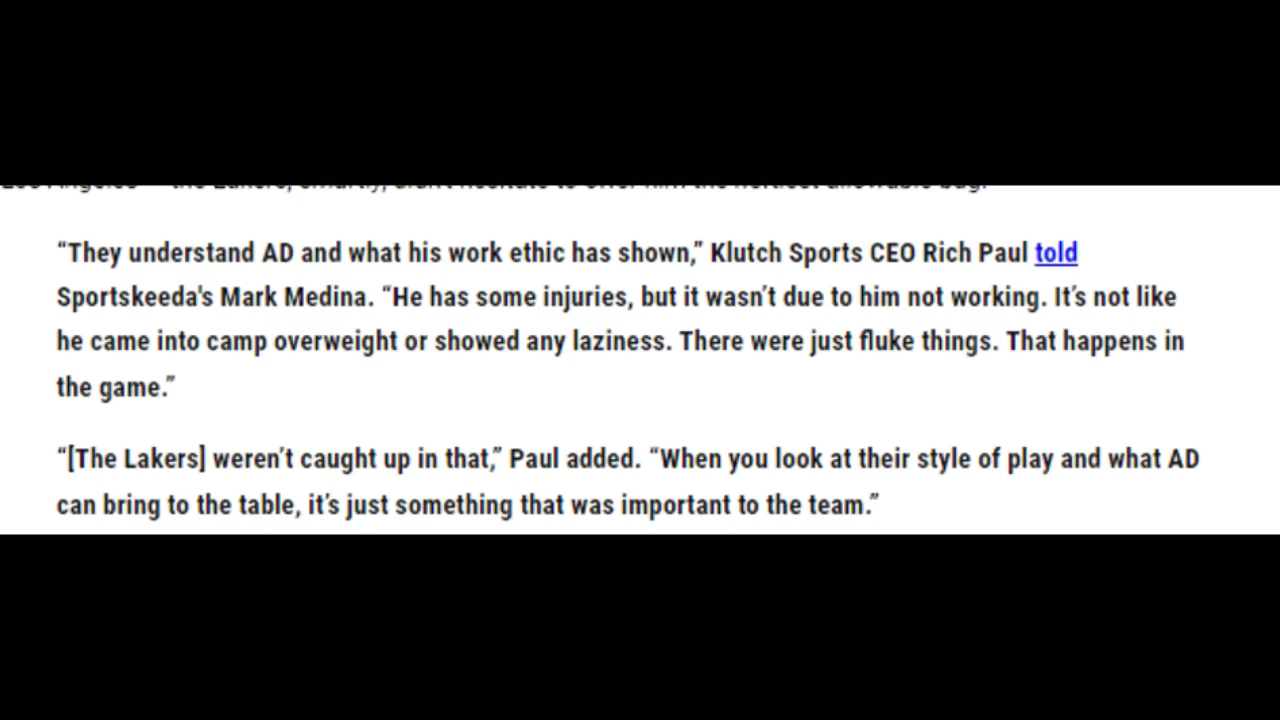 “They understand AD and what his work ethic has shown,” Klutch Sports CEO Rich Paul told
Sportskeeda's Mark Medina. “He has some injuries, but it wasn’t due to him not working. It’s not like
he came into camp overweight or showed any laziness. There were just fluke things. That happens in
the game.”
“[The Lakers] weren’t caught up in that,” Paul added. “When you look at their style of play and what AD
can bring to the table, it’s just something that was important to the team.”